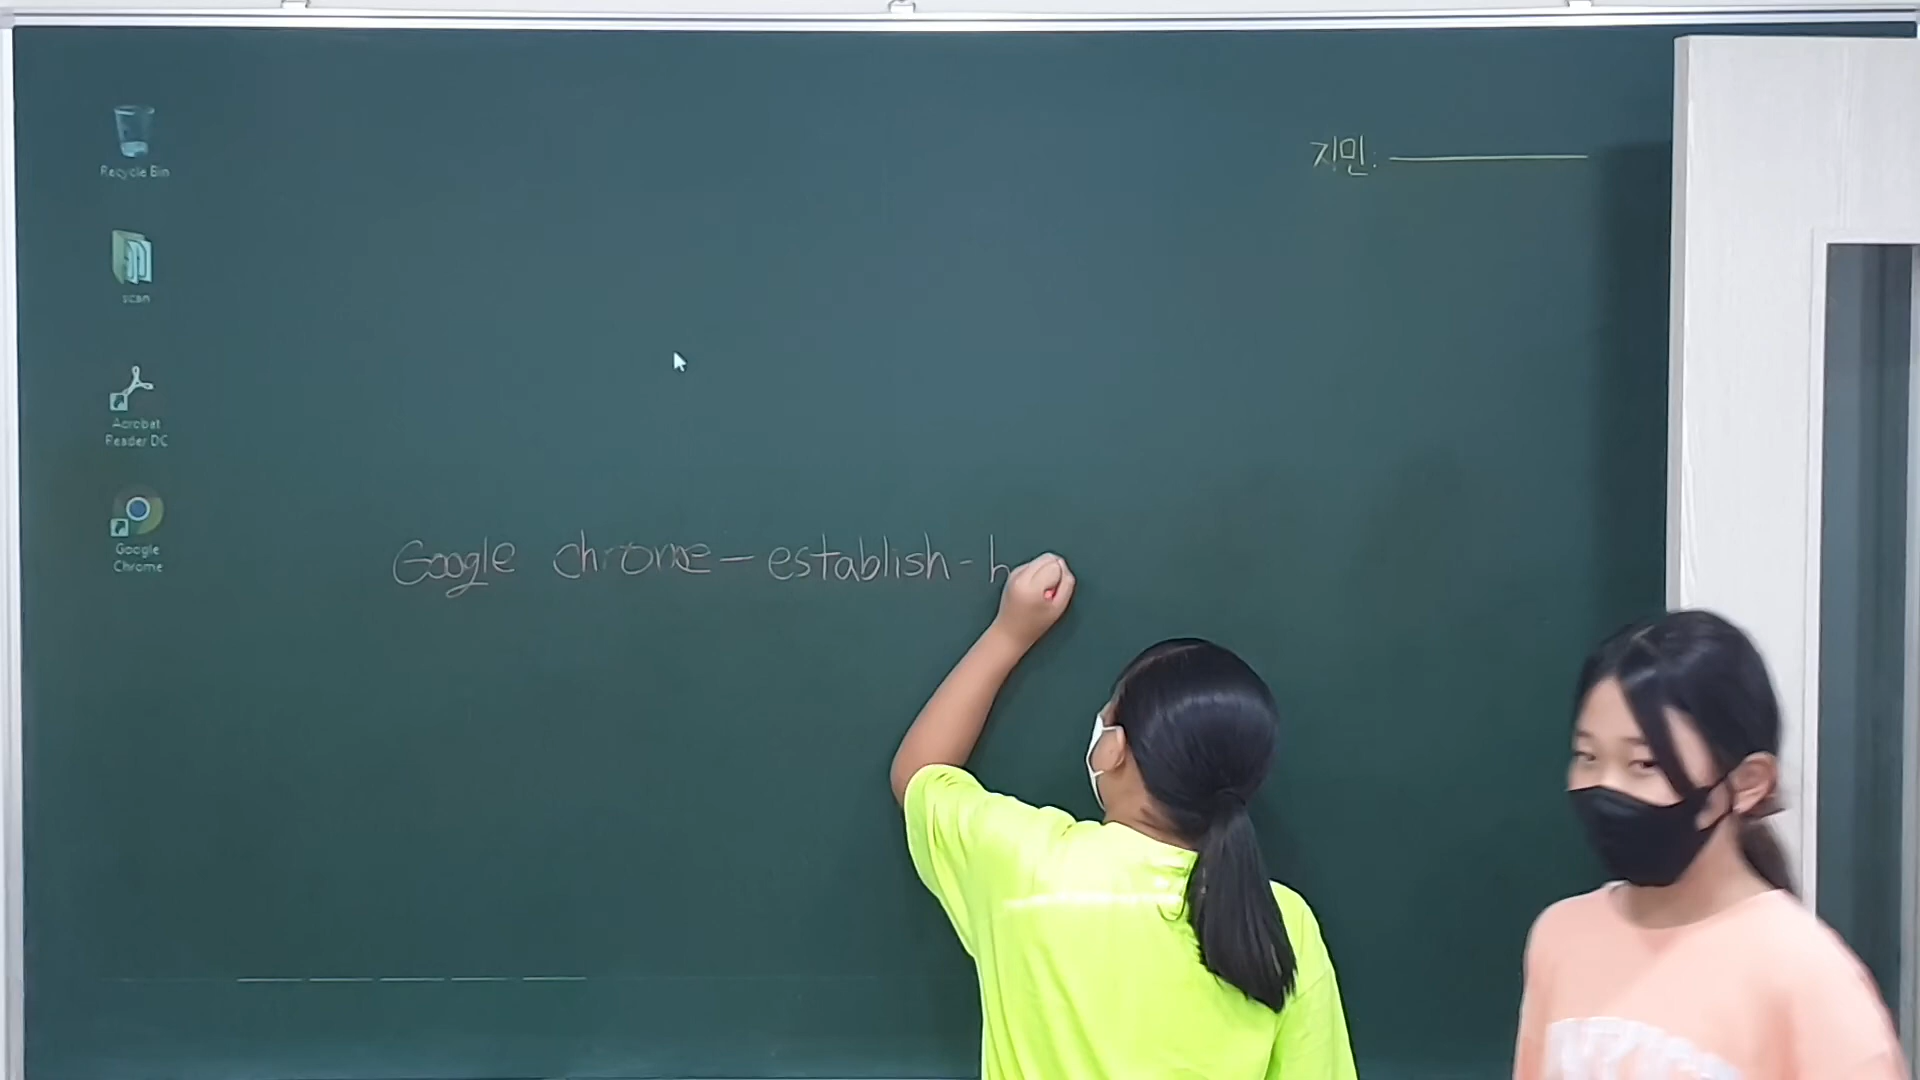 지민:
Recycle Bin
scan
Acrobat
Reader DC
Google
Chrome
Google chrome - establish - h